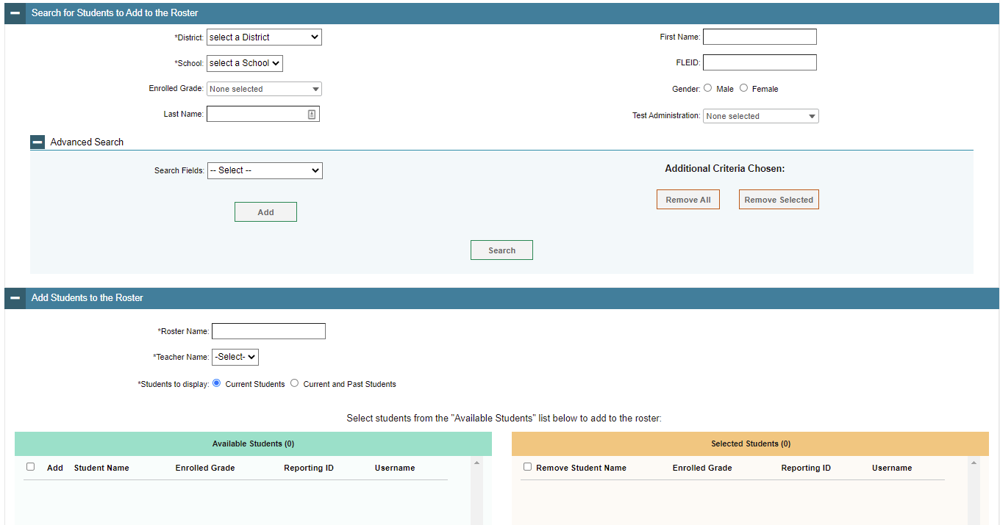 Search for Students to Add to the Roster
*District: select a District
First Name:
*School: select a School
FLEID:
Enrolled Grade: None selected
Gender: Male Female
Last Name:
Test Administration: None selected
Advanced Search
Search Fields: -- Select --
Additional Criteria Chosen:
Add
Remove All Remove Selected
Search
Add Students to the Roster
*Roster Name:
*Teacher Name: -Select-
*Students to display: Current Students Current and Past Students
Select students from the "Available Students" list below to add to the roster:
Available Students (0)
Selected Students (0)
Add Student Name Enrolled Grade Reporting ID Username
Remove Student Name Enrolled Grade Reporting ID Username